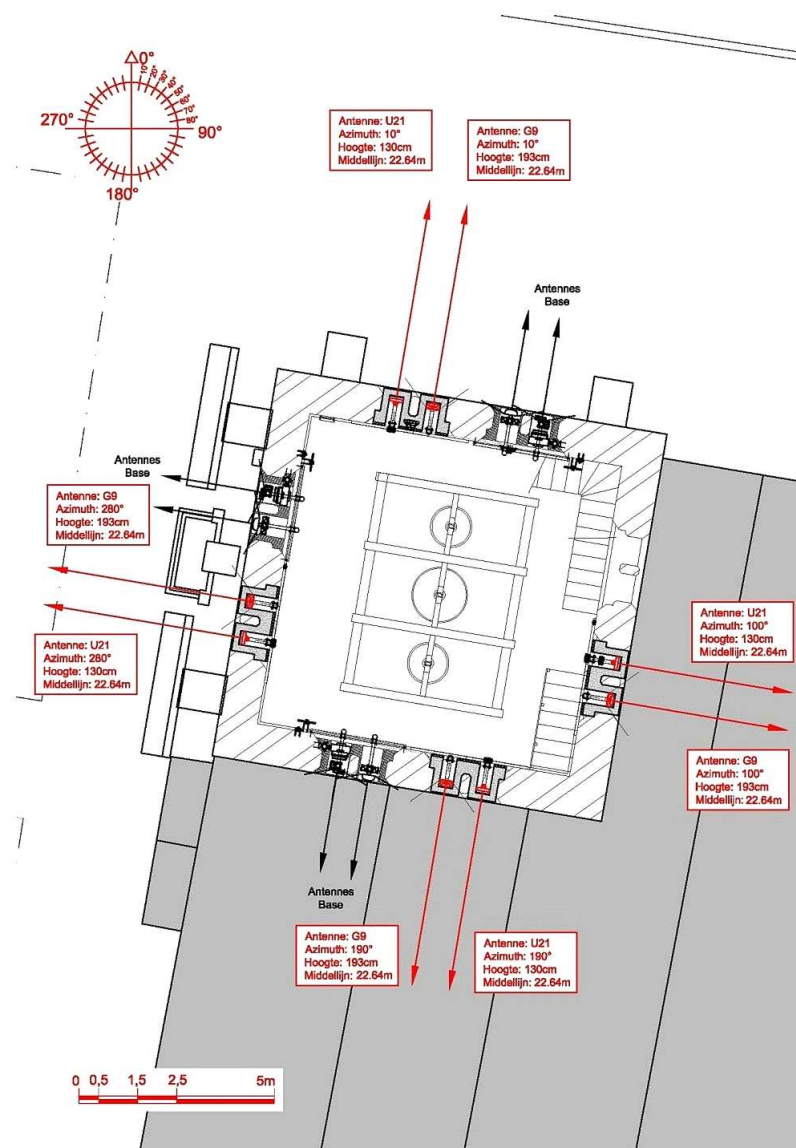 0°
10°
20°
30°
40°
50°
60°
70°
80°
270°
90°
180°
Antenne: U21
Azimuth: 10°
Hoogte: 130cm
Middellijn: 22.64m
Antenne: G9
Azimuth: 10°
Hoogte: 193cm
Middellijn: 22.64m
Antennes
Base
Antennes
Base
Antenne: G9
Azimuth: 280°
Hoogte: 193cm
Middellijn: 22.64m
Antenne: U21
Azimuth: 280°
Hoogte: 130cm
Middellijn: 22.64m
U21
Azimuth: 100°
Hoogte: 130cm
Middellijn: 22.64m
Antenne: G9
Azimuth: 100°
Hoogte: 193cm
Middellijn: 22.64m
Antennes
Base
Antenne: G9
Azimuth: 190°
Hoogte: 193cm
Middellijn: 22.64m
Antenne: U21
Azimuth: 190°
Hoogte: 130cm
Middellijn: 22.64m
0 0,5 1,5 2,5 5m